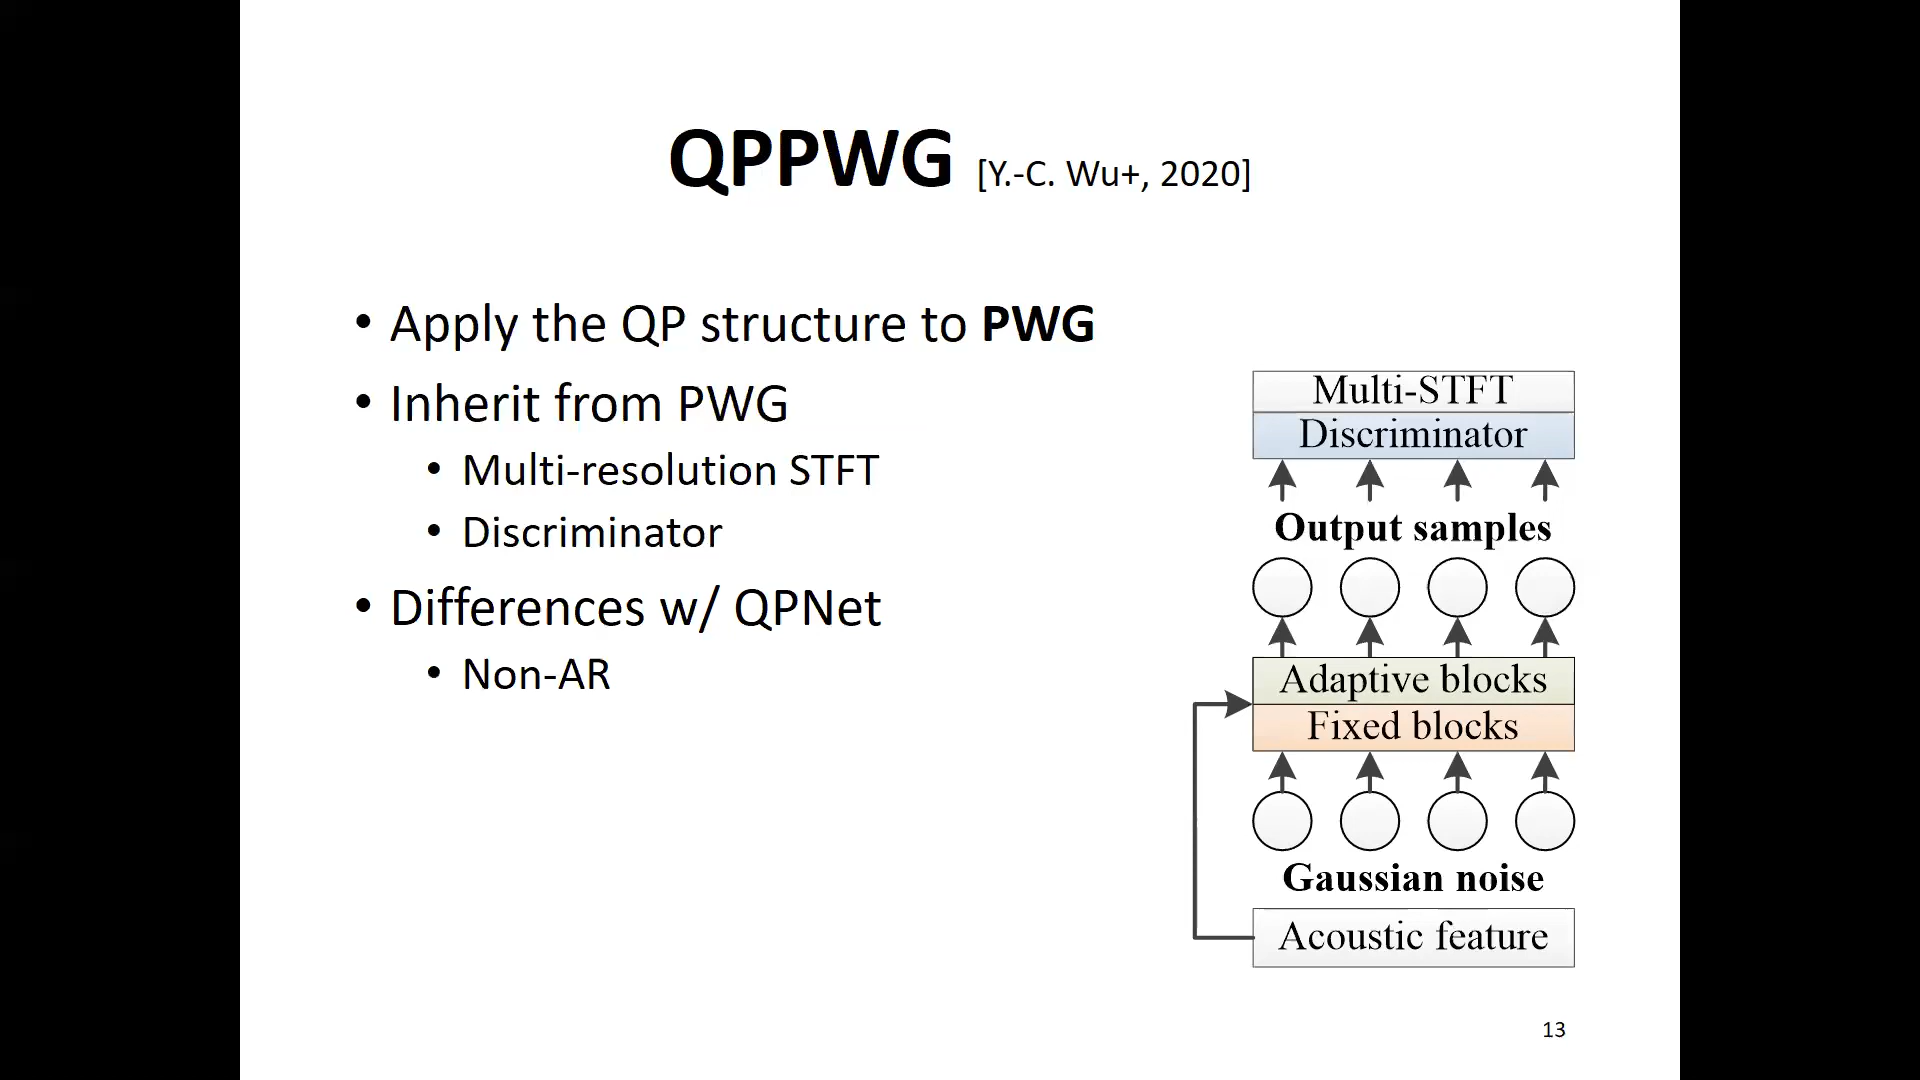 QPPWG [Y.-C. Wu+, 2020]
• Apply the QP structure to PWG
• Inherit from PWG
• Multi-resolution STFT
• Discriminator
• Differences w/ QPNet
• Non-AR
Multi-STFT
Discriminator
Output samples
Adaptive blocks
Fixed blocks
Gaussian noise
Acoustic feature
13